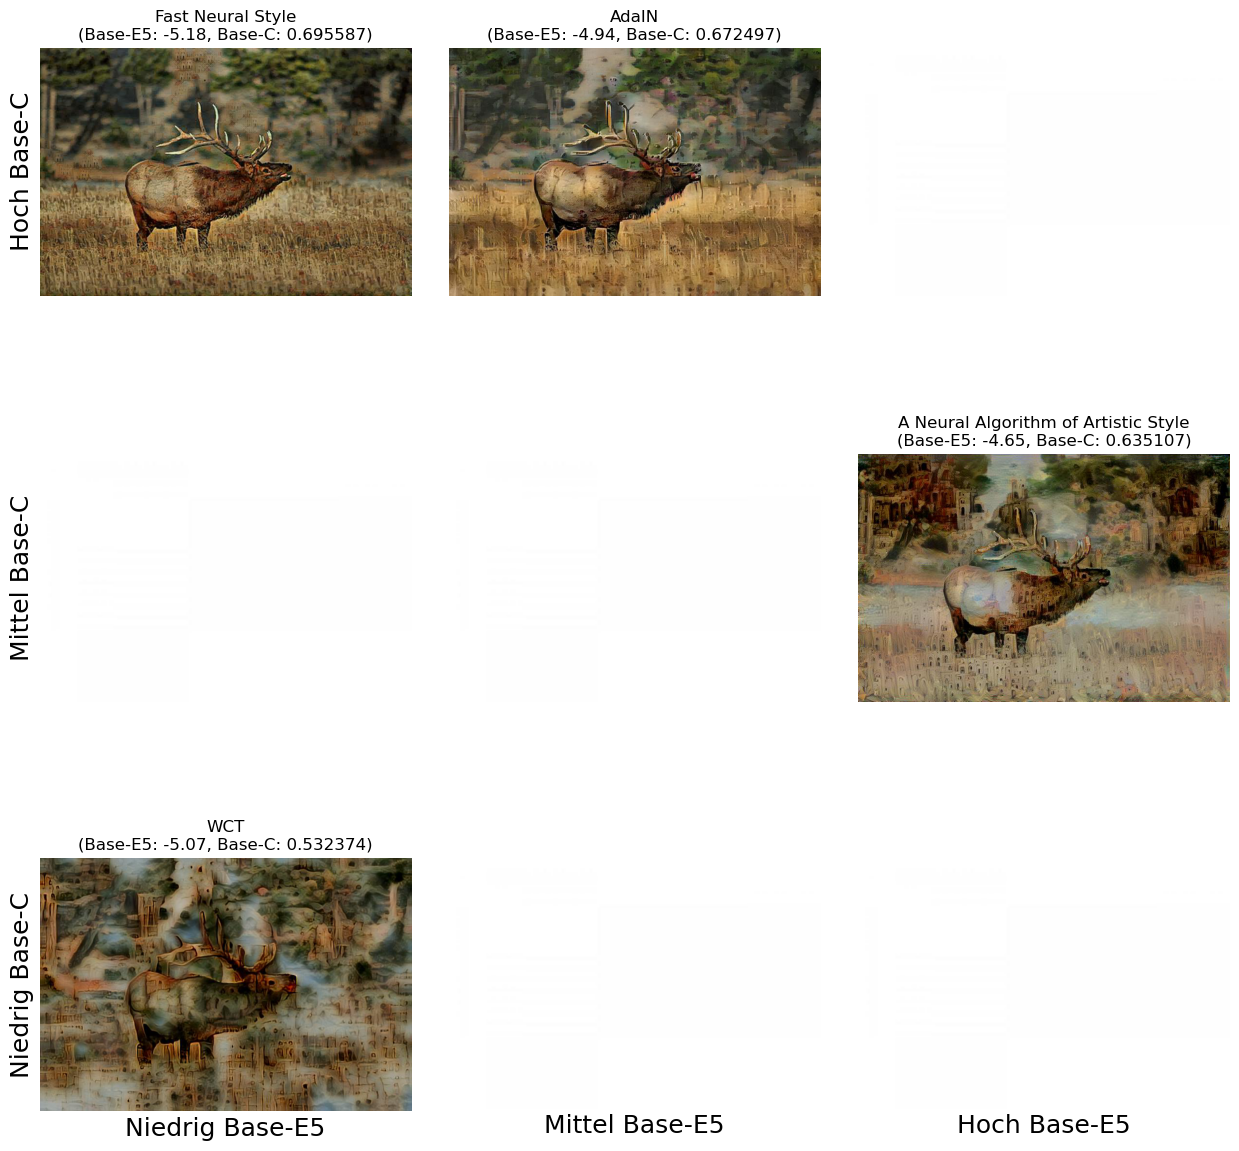 Fast Neural Style
(Base-E5: -5.18, Base-C: 0.695587)
AdaIN
(Base-E5: -4.94, Base-C: 0.672497)
Hoch Base-C
A Neural Algorithm of Artistic Style
(Base-E5: -4.65, Base-C: 0.635107)
Mittel Base-C
WCT
(Base-E5: -5.07, Base-C: 0.532374)
Niedrig Base-C
Niedrig Base-E5
Mittel Base-E5
Hoch Base-E5